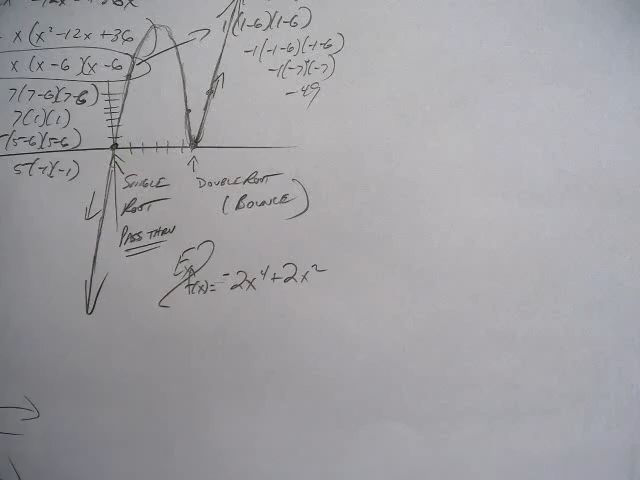 x(x²-12x+36
x(x-6)(x-6)
7(7-6)(7-6)
7(1)(1)
(5-6)(5-6)
5(-1)(-1)
1(1-6)(1-6)
-1(-1-6)(-1-6)
-1(-7)(-7)
-49
SINGLE
ROOT
PASS THRU
DOUBLE ROOT
(BOUNCE)
Ex)
f(x)=-2x⁴+2x²